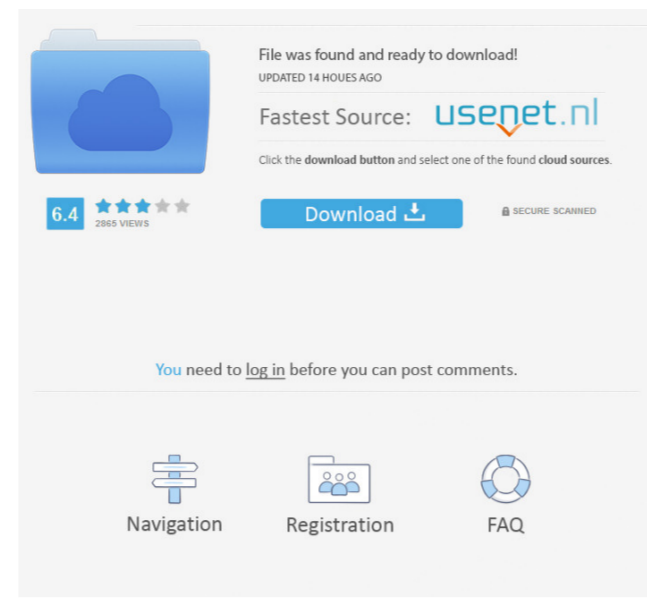 File was found and ready to download!
UPDATED 14 HOUES AGO
Fastest Source: usenet.nl
Click the download button and select one of the found cloud sources.
6.4
2865 VIEWS
Download
SECURE SCANNED
You need to log in before you can post comments.
Navigation Registration FAQ